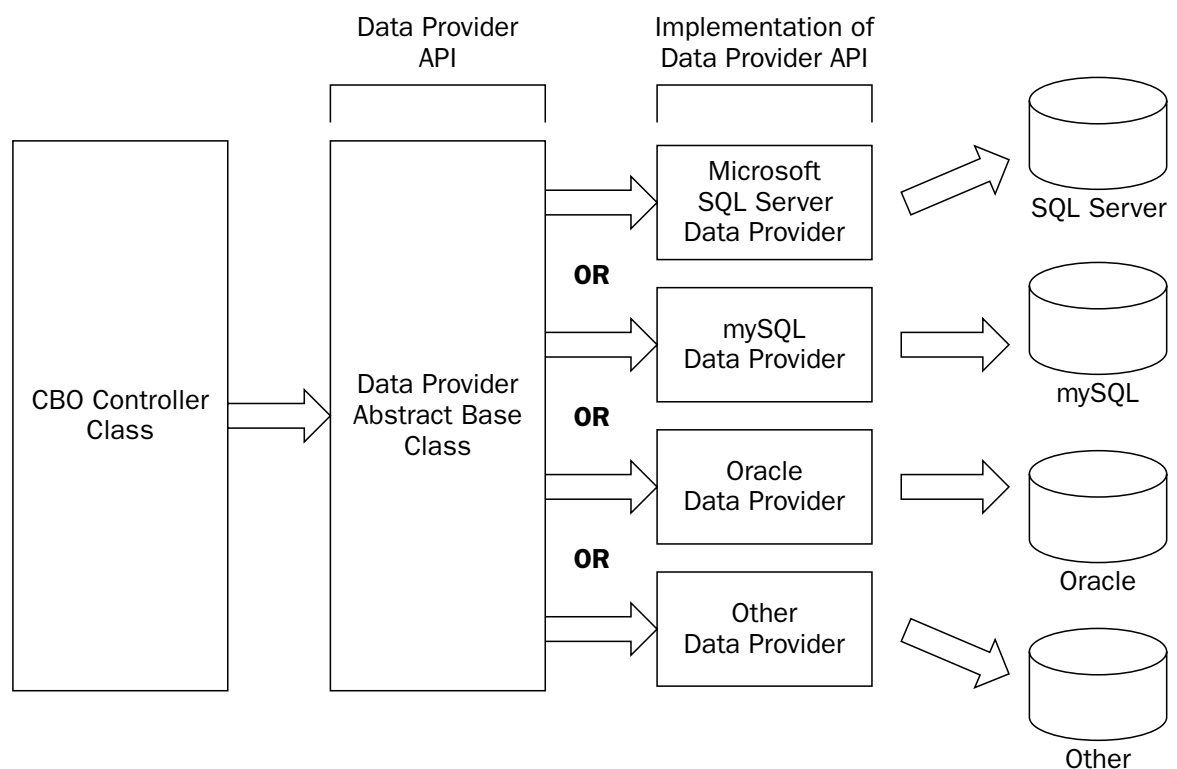 Data Provider
API
Implementation of
Data Provider API
CBO Controller
Class
Data Provider
Abstract Base
Class
Microsoft
SQL Server
Data Provider
OR
mySQL
Data Provider
OR
Oracle
Data Provider
OR
Other
Data Provider
SQL Server
mySQL
Oracle
Other